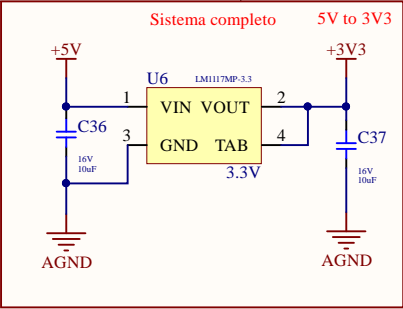 Sistema completo 5V to 3V3
+5V +3V3
U6 LM1117MP-3.3
1 VIN VOUT 2
3 GND TAB 4
3.3V
C36
16V
10uF
C37
16V
10uF
AGND AGND